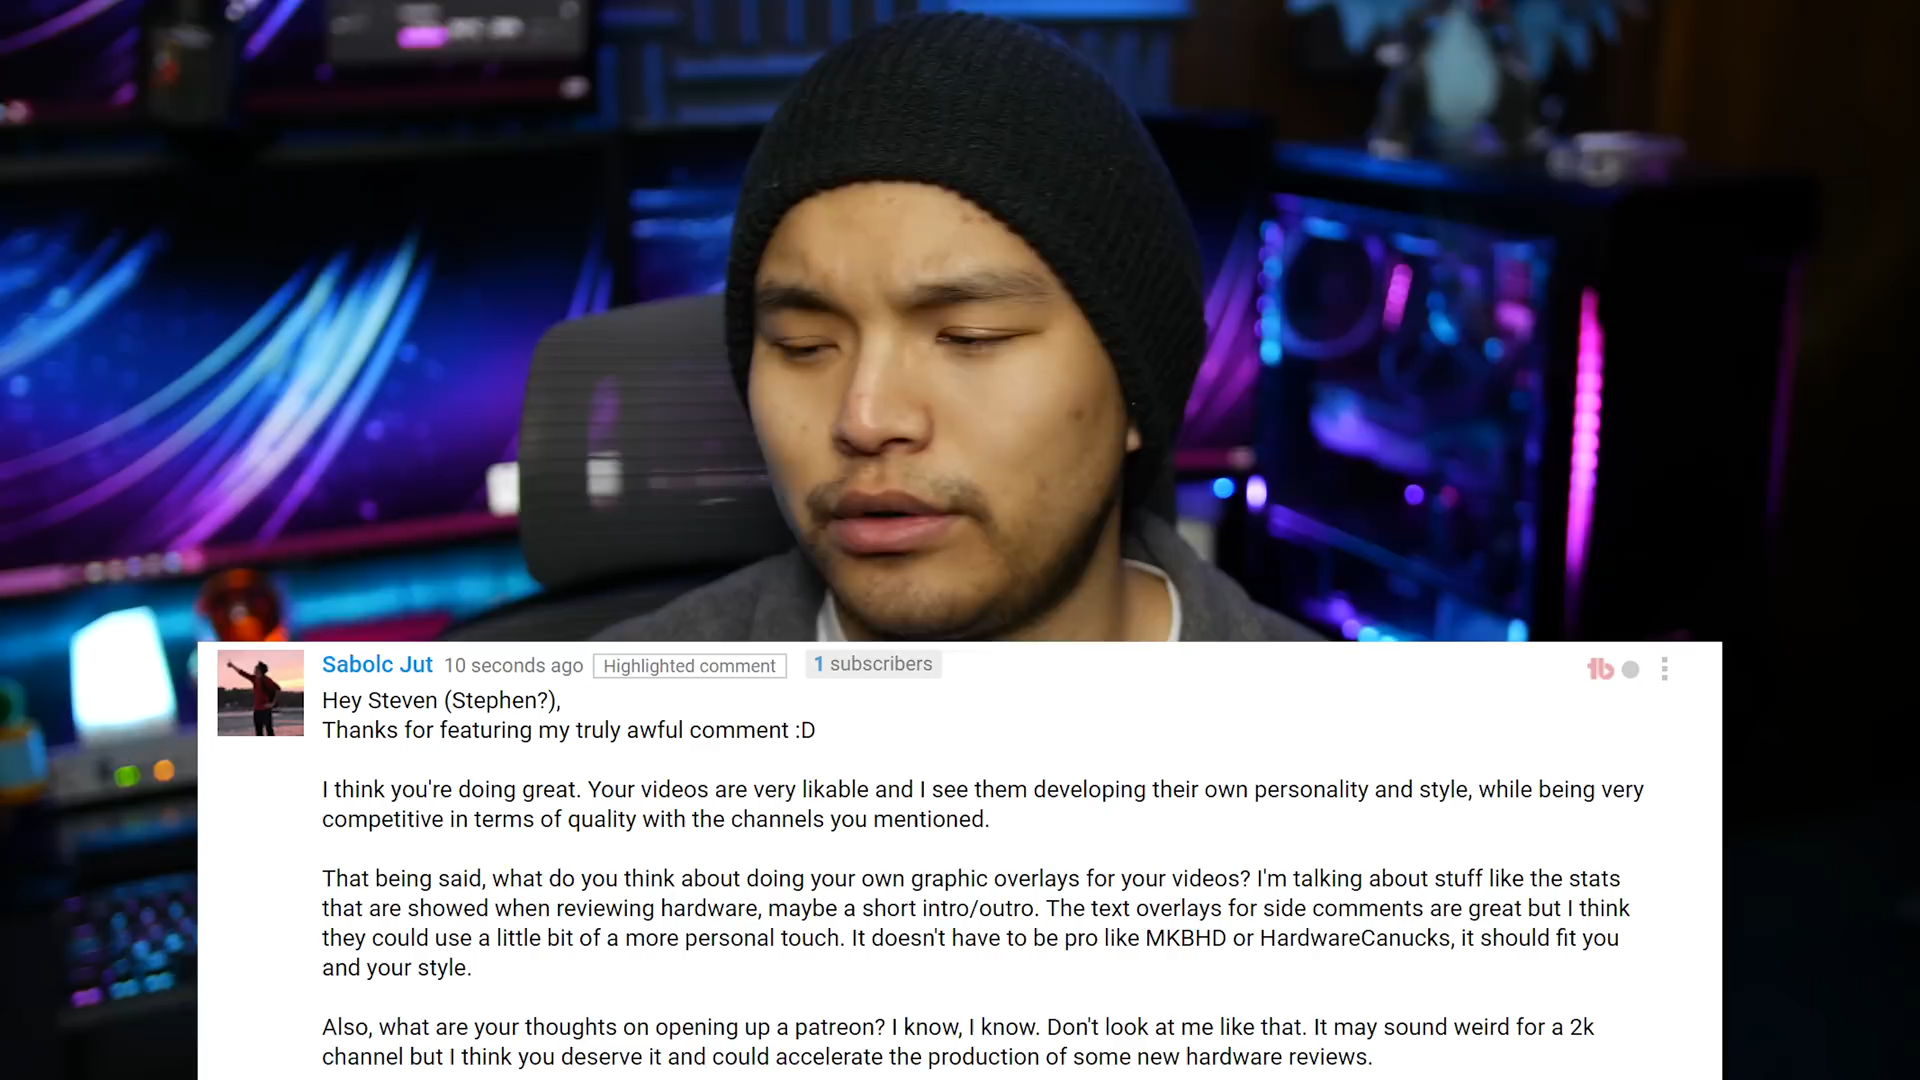 Sabolc Jut 10 seconds ago Highlighted comment 1 subscribers tb
Hey Steven (Stephen?),
Thanks for featuring my truly awful comment :D
I think you're doing great. Your videos are very likable and I see them developing their own personality and style, while being very
competitive in terms of quality with the channels you mentioned.
That being said, what do you think about doing your own graphic overlays for your videos? I'm talking about stuff like the stats
that are showed when reviewing hardware, maybe a short intro/outro. The text overlays for side comments are great but I think
they could use a little bit of a more personal touch. It doesn't have to be pro like MKBHD or HardwareCanucks, it should fit you
and your style.
Also, what are your thoughts on opening up a patreon? I know, I know. Don't look at me like that. It may sound weird for a 2k
channel but I think you deserve it and could accelerate the production of some new hardware reviews.